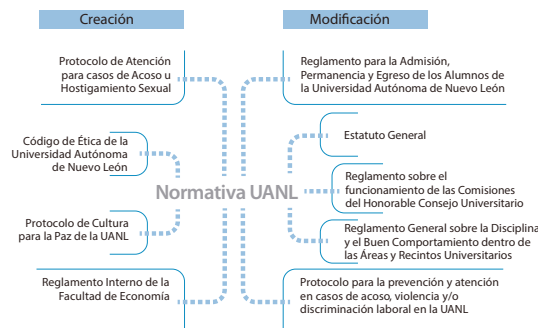 Creación
Protocolo de Atención
para casos de Acoso u
Hostigamiento Sexual
Código de Ética de la
Universidad Autónoma
de Nuevo León
Protocolo de Cultura
para la Paz de la UANL
Reglamento Interno de la
Facultad de Economía
Normativa UANL
Modificación
Reglamento para la Admisión,
Permanencia y Egreso de los Alumnos de
la Universidad Autónoma de Nuevo León
Estatuto General
Reglamento sobre el
funcionamiento de las Comisiones
del Honorable Consejo Universitario
Reglamento General sobre la Disciplina
y el Buen Comportamiento dentro de
las Áreas y Recintos Universitarios
Protocolo para la prevención y atención
en casos de acoso, violencia y/o
discriminación laboral en la UANL